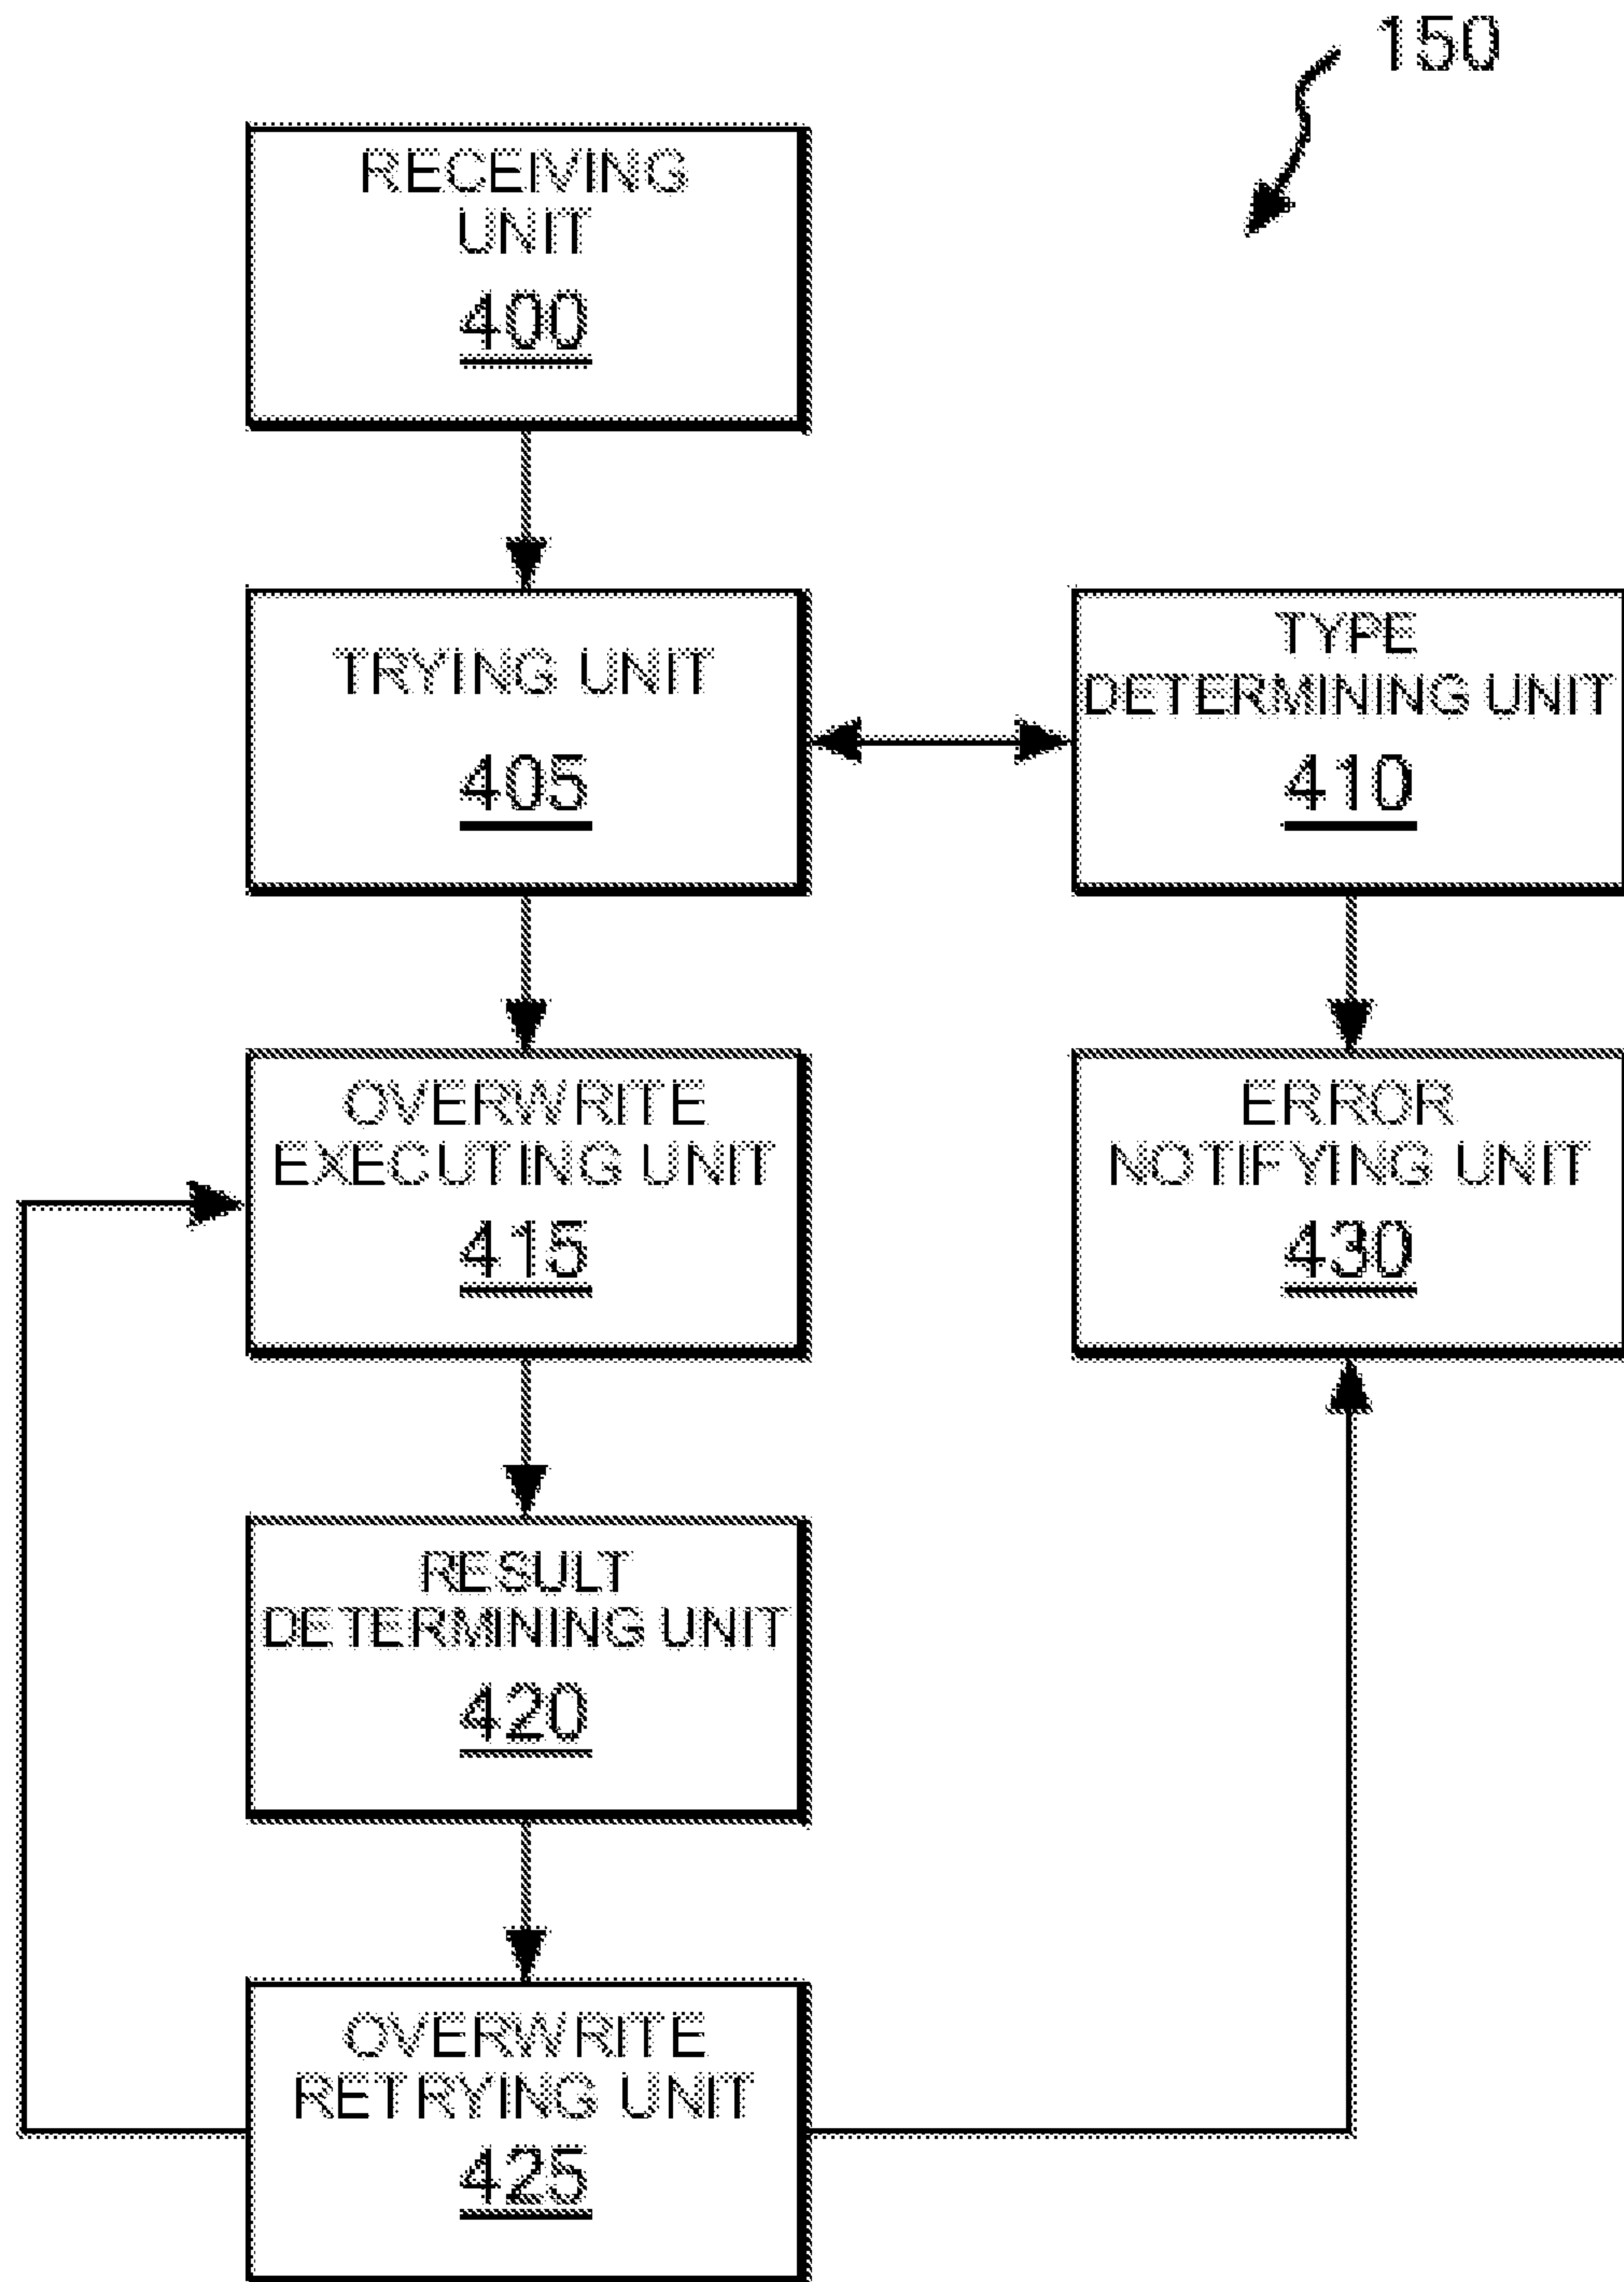 150
RECEIVING
UNIT
400
TRYING UNIT
405
TYPE
DETERMINING UNIT
410
OVERWRITE
EXECUTING UNIT
415
ERROR
NOTIFYING UNIT
430
RESULT
DETERMINING UNIT
420
OVERWRITE
RETRYING UNIT
425